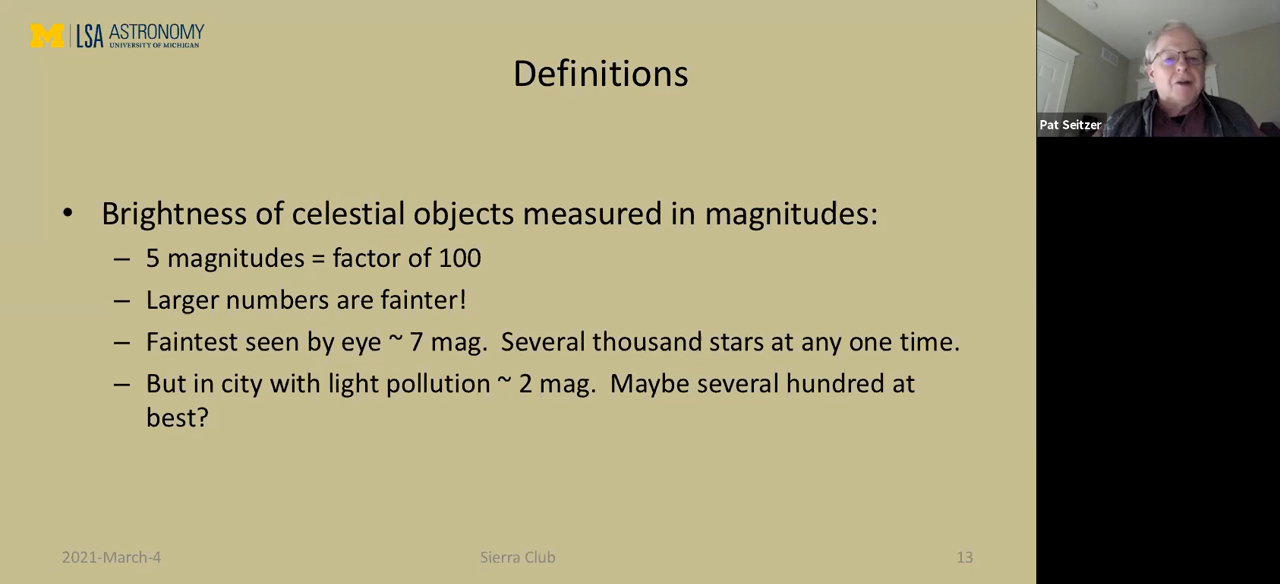 M | LSA ASTRONOMY
UNIVERSITY OF MICHIGAN
Definitions
Pat Seitzer
• Brightness of celestial objects measured in magnitudes:
– 5 magnitudes = factor of 100
– Larger numbers are fainter!
– Faintest seen by eye ~ 7 mag.  Several thousand stars at any one time.
– But in city with light pollution ~ 2 mag.  Maybe several hundred at
best?
2021-March-4
Sierra Club
13